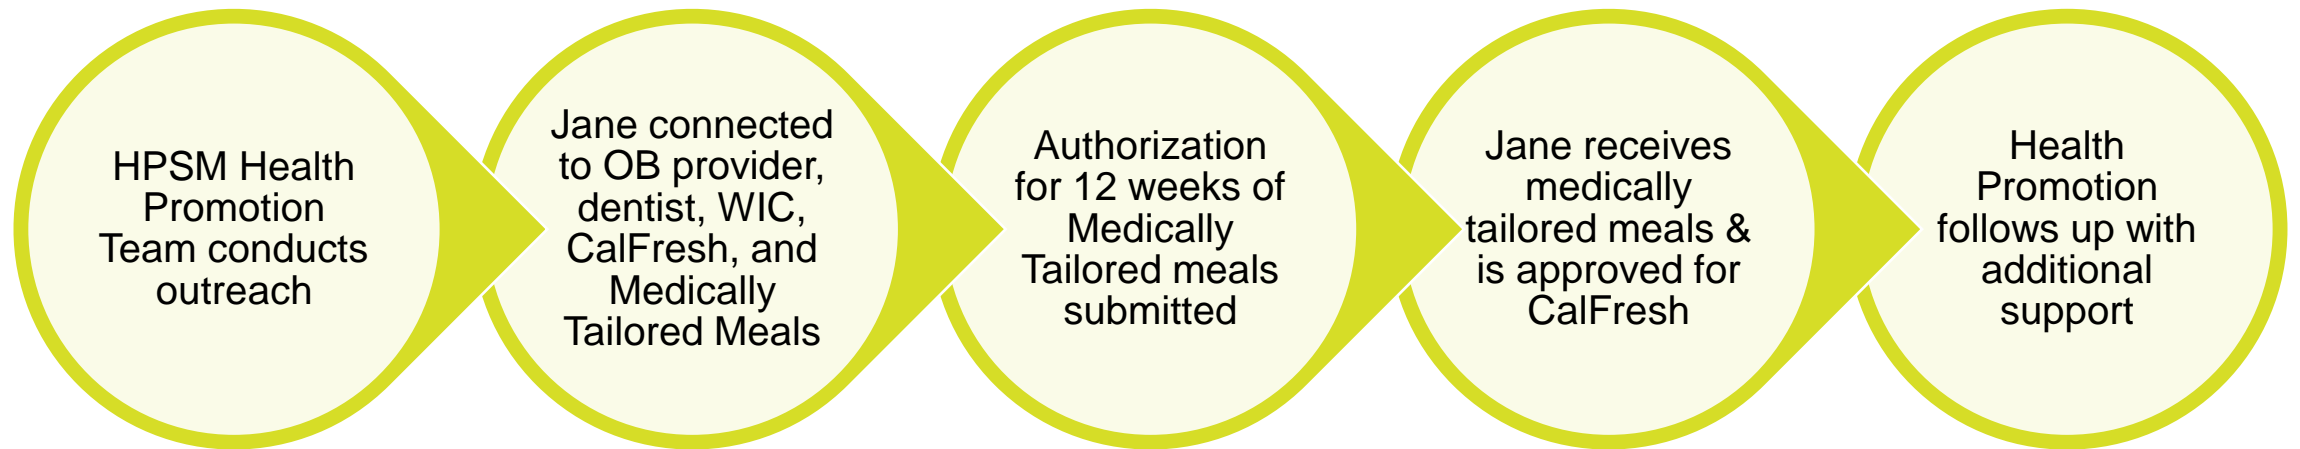 HPSM Health
Promotion
Team conducts
outreach
Jane connected
to OB provider,
dentist, WIC,
CalFresh, and
Medically
Tailored Meals
Authorization
for 12 weeks of
Medically
Tailored meals
submitted
Jane receives
medically
tailored meals &
is approved for
CalFresh
Health
Promotion
follows up with
additional
support